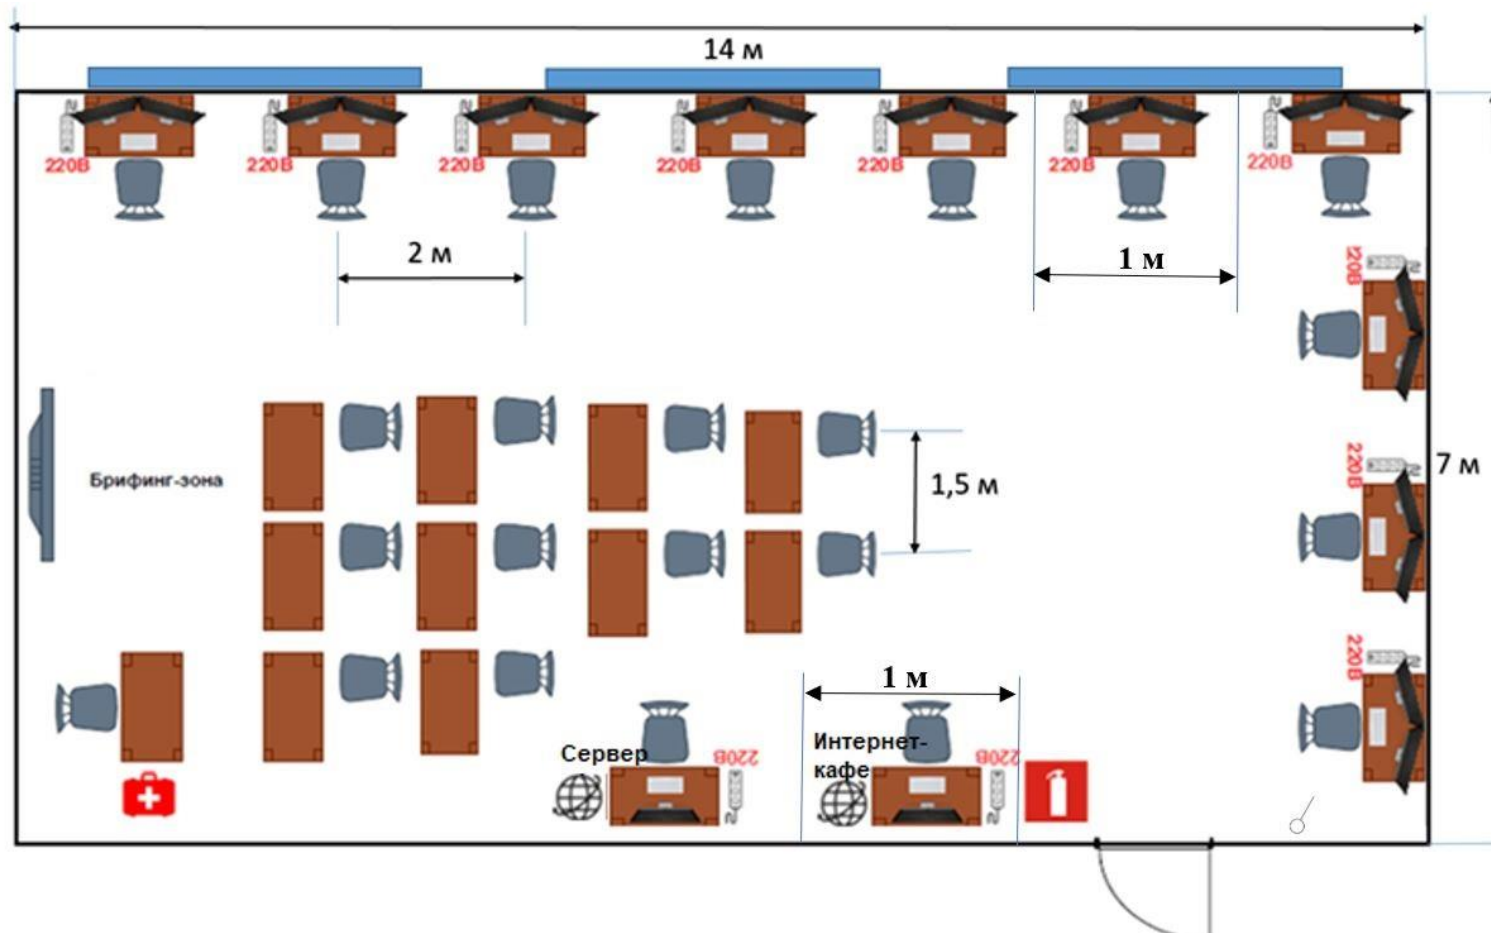 14 м
220В
220В
220В
220В
220В
220В
220В
2 м
1 м
220В
1,5 м
Брифинг-зона
220В
7 м
1 м
220В
Сервер
220В
Интернет-
кафе
220В